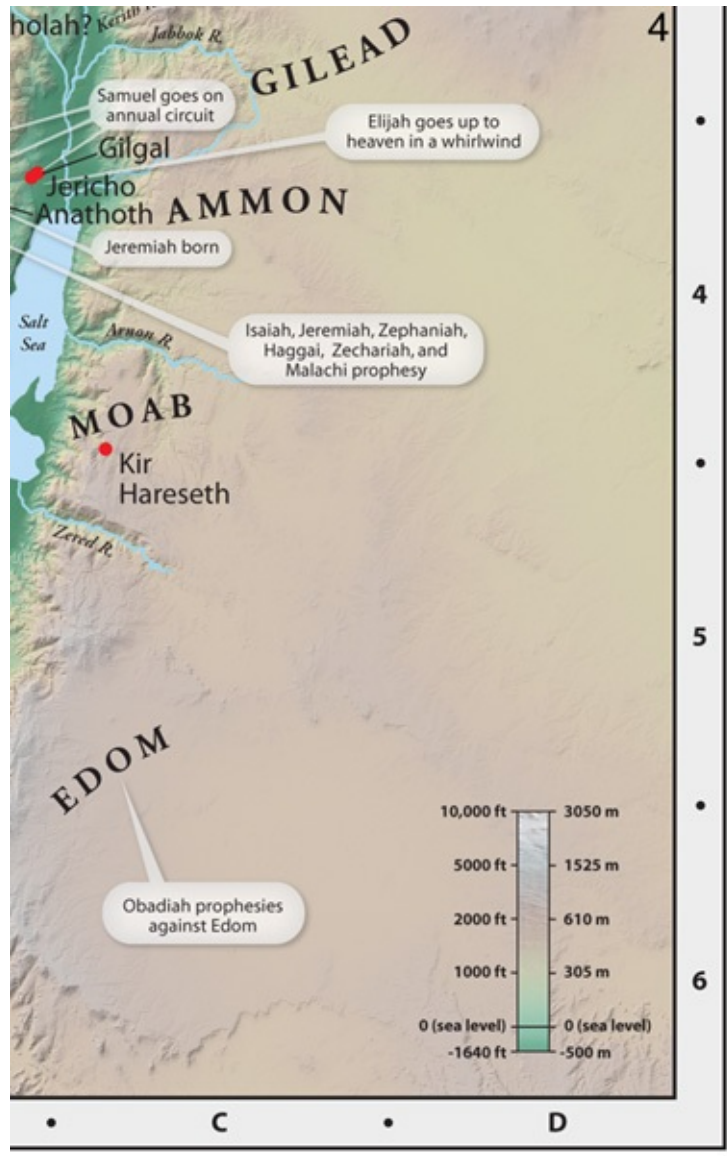 holah?
Kerith R.
Jabbok R.
4
GILEAD
Samuel goes on
annual circuit
Elijah goes up to
heaven in a whirlwind
Gilgal
Jericho
Anathoth
AMMON
Jeremiah born
4
Salt
Sea
Arnon R.
Isaiah, Jeremiah, Zephaniah,
Haggai, Zechariah, and
Malachi prophesy
MOAB
Kir
Hareseth
Zered R.
5
EDOM
Obadiah prophesies
against Edom
10,000 ft 3050 m
5000 ft 1525 m
2000 ft 610 m
1000 ft 305 m
0 (sea level) 0 (sea level)
-1640 ft -500 m
6
C D